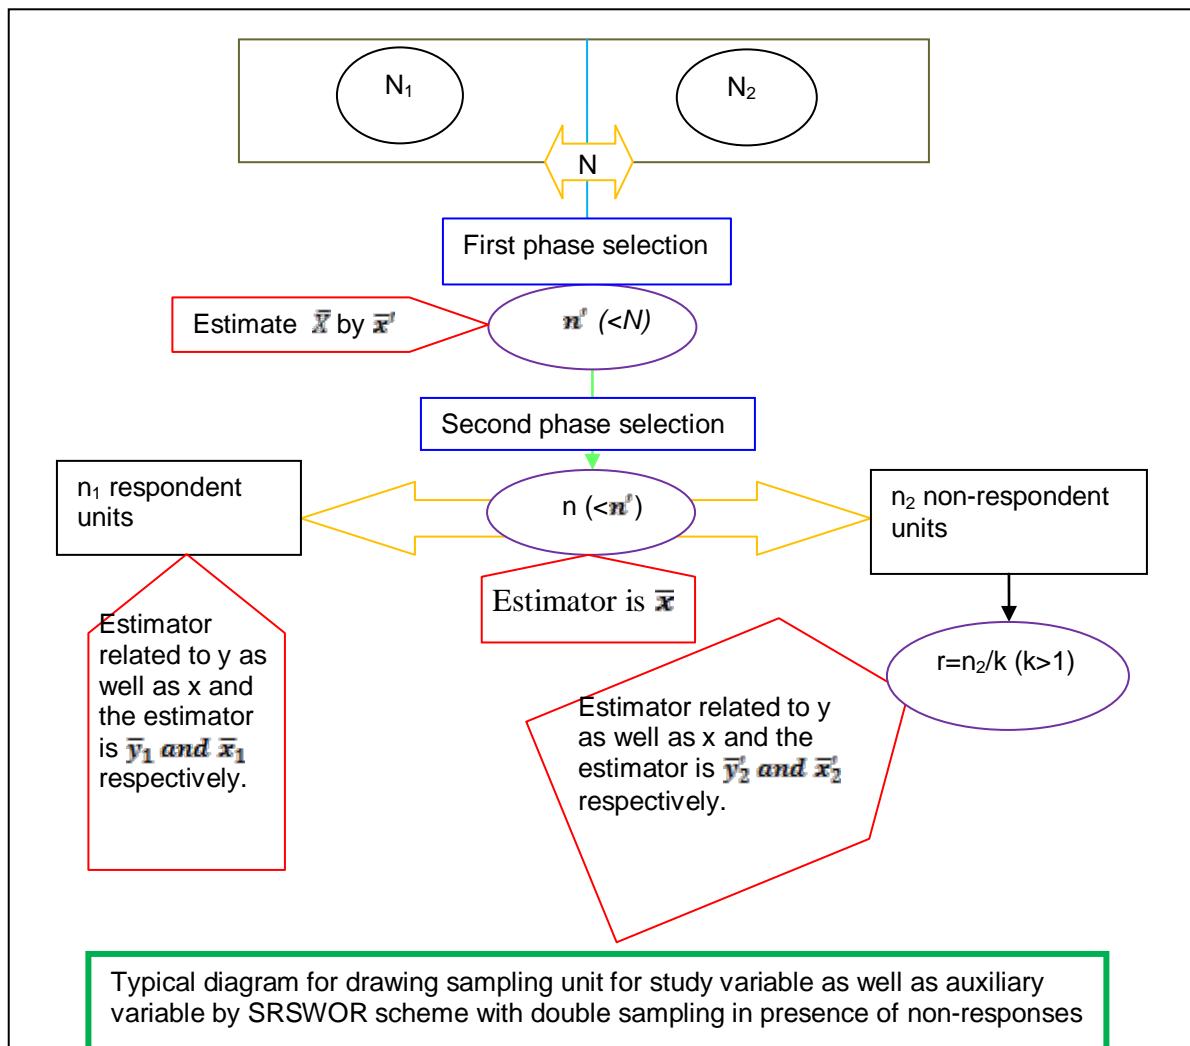 N₁
N₂
N
First phase selection
Estimate X̄ by x̄′
n′ (<N)
Second phase selection
n₁ respondent
units
n (<n′)
n₂ non-respondent
units
Estimator is x̄
Estimator
related to y as
well as x and
the estimator
is ȳ₁ and x̄₁
respectively.
r=n₂/k (k>1)
Estimator related to y
as well as x and the
estimator is ȳ′₂ and x̄′₂
respectively.
Typical diagram for drawing sampling unit for study variable as well as auxiliary
variable by SRSWOR scheme with double sampling in presence of non-responses